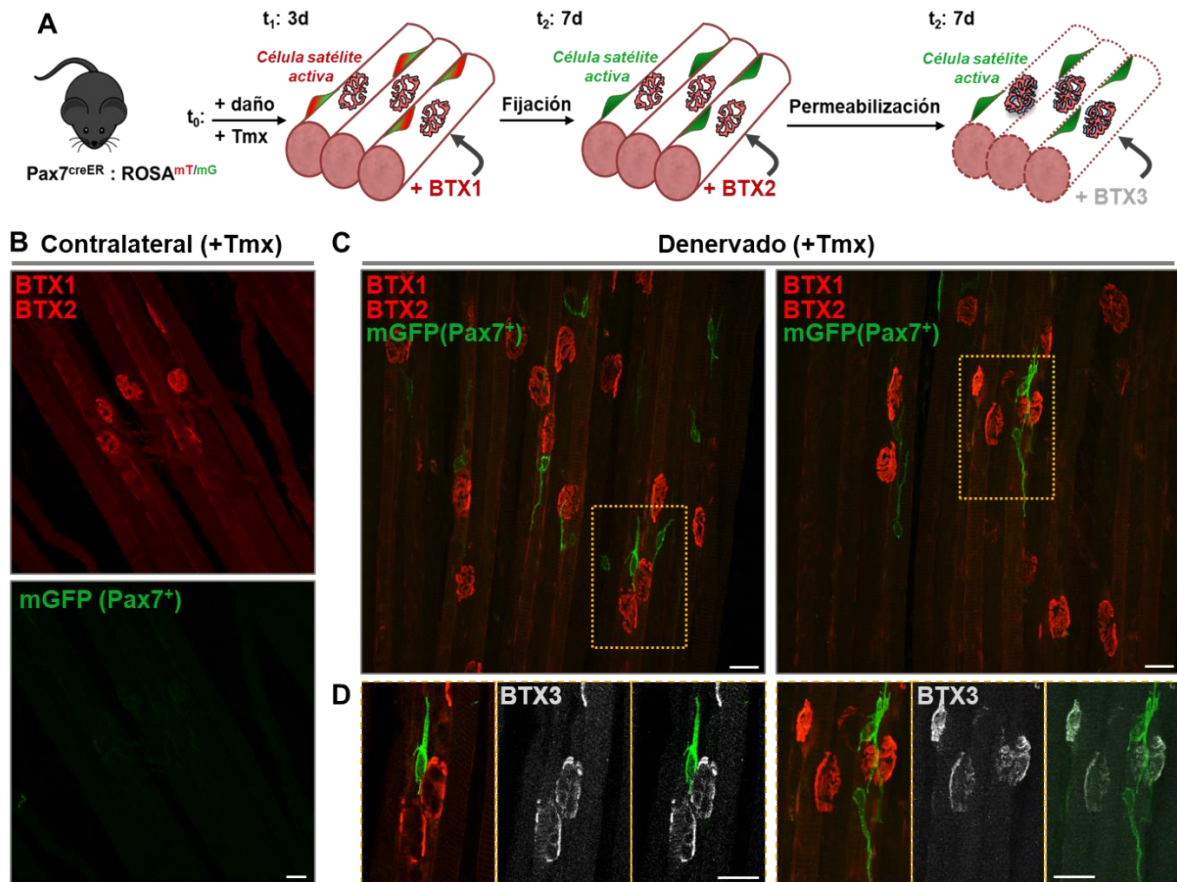 A
t₁: 3d
t₂: 7d
t₂: 7d
Célula satélite
activa
Célula satélite
activa
Célula satélite
activa
t₀:
+ daño
+ Tmx
Fijación
Permeabilización
Pax7creER : ROSAmT/mG
+ BTX1
+ BTX2
+ BTX3
B Contralateral (+Tmx)
C Denervado (+Tmx)
BTX1
BTX2
BTX1
BTX2
mGFP(Pax7⁺)
BTX1
BTX2
mGFP(Pax7⁺)
mGFP (Pax7⁺)
D
BTX3
BTX3